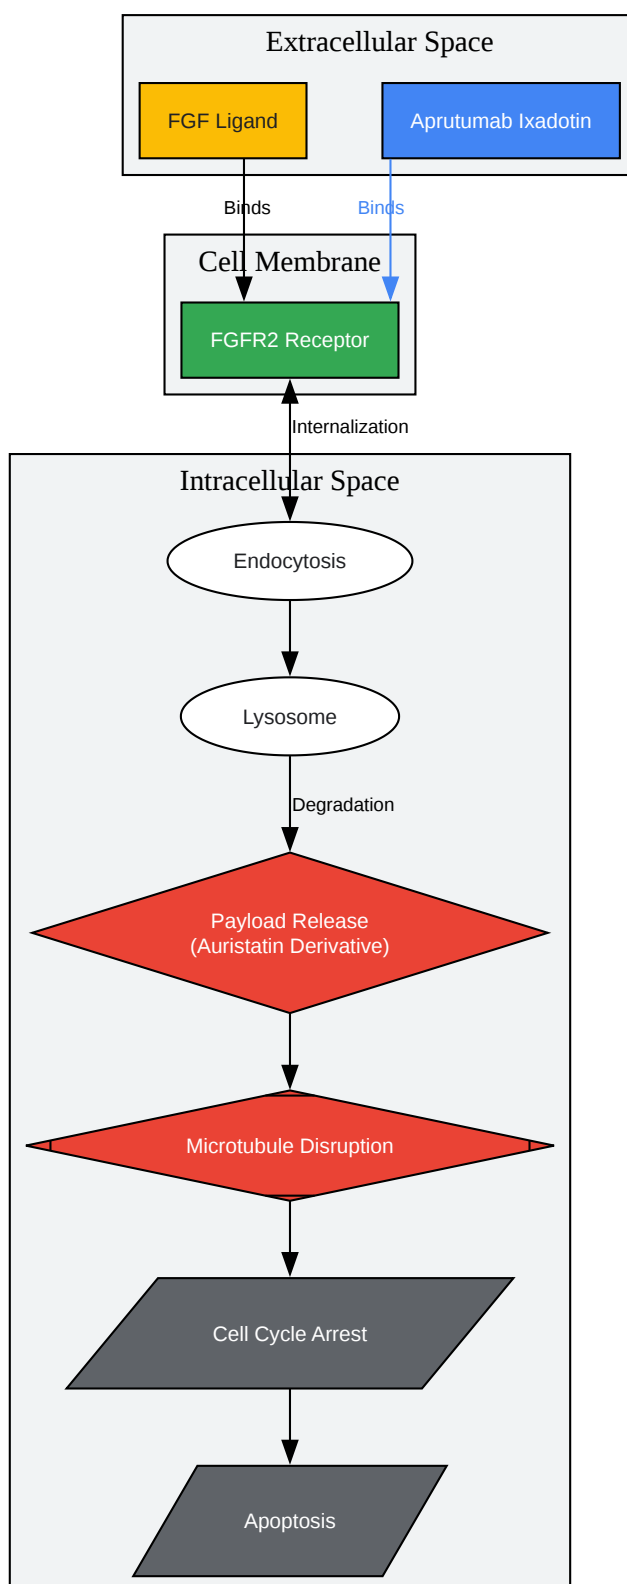 Extracellular Space
FGF Ligand
Aprutumab Ixadotin
Binds
Binds
Cell Membrane
FGFR2 Receptor
Internalization
Intracellular Space
Endocytosis
Lysosome
Degradation
Payload Release
(Auristatin Derivative)
Microtubule Disruption
Cell Cycle Arrest
Apoptosis